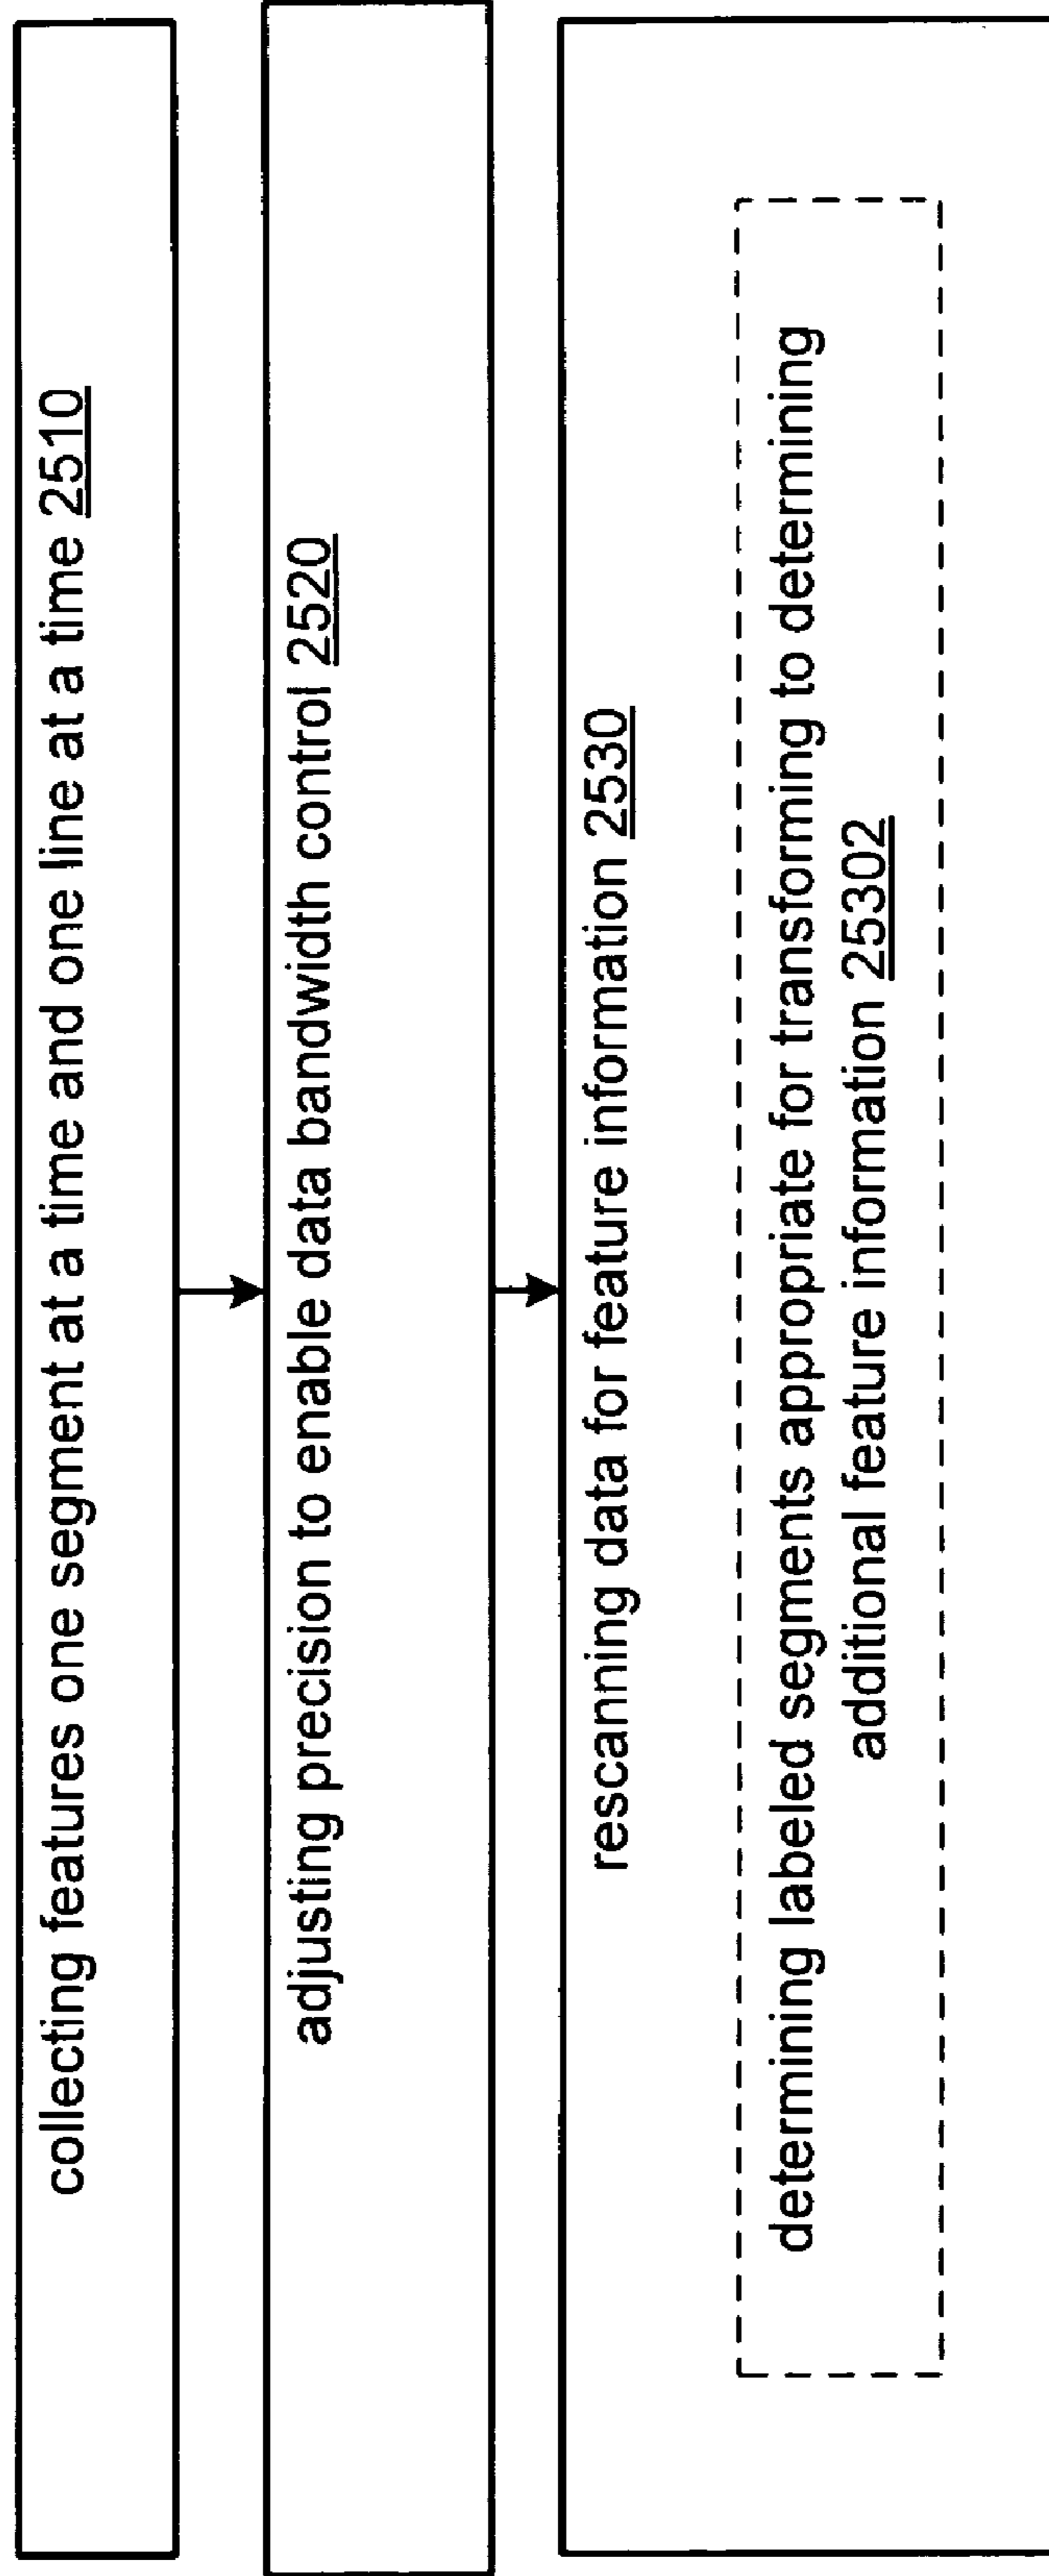 collecting features one segment at a time and one line at a time 2510
adjusting precision to enable data bandwidth control 2520
rescanning data for feature information 2530
determining labeled segments appropriate for transforming to determining
additional feature information 25302